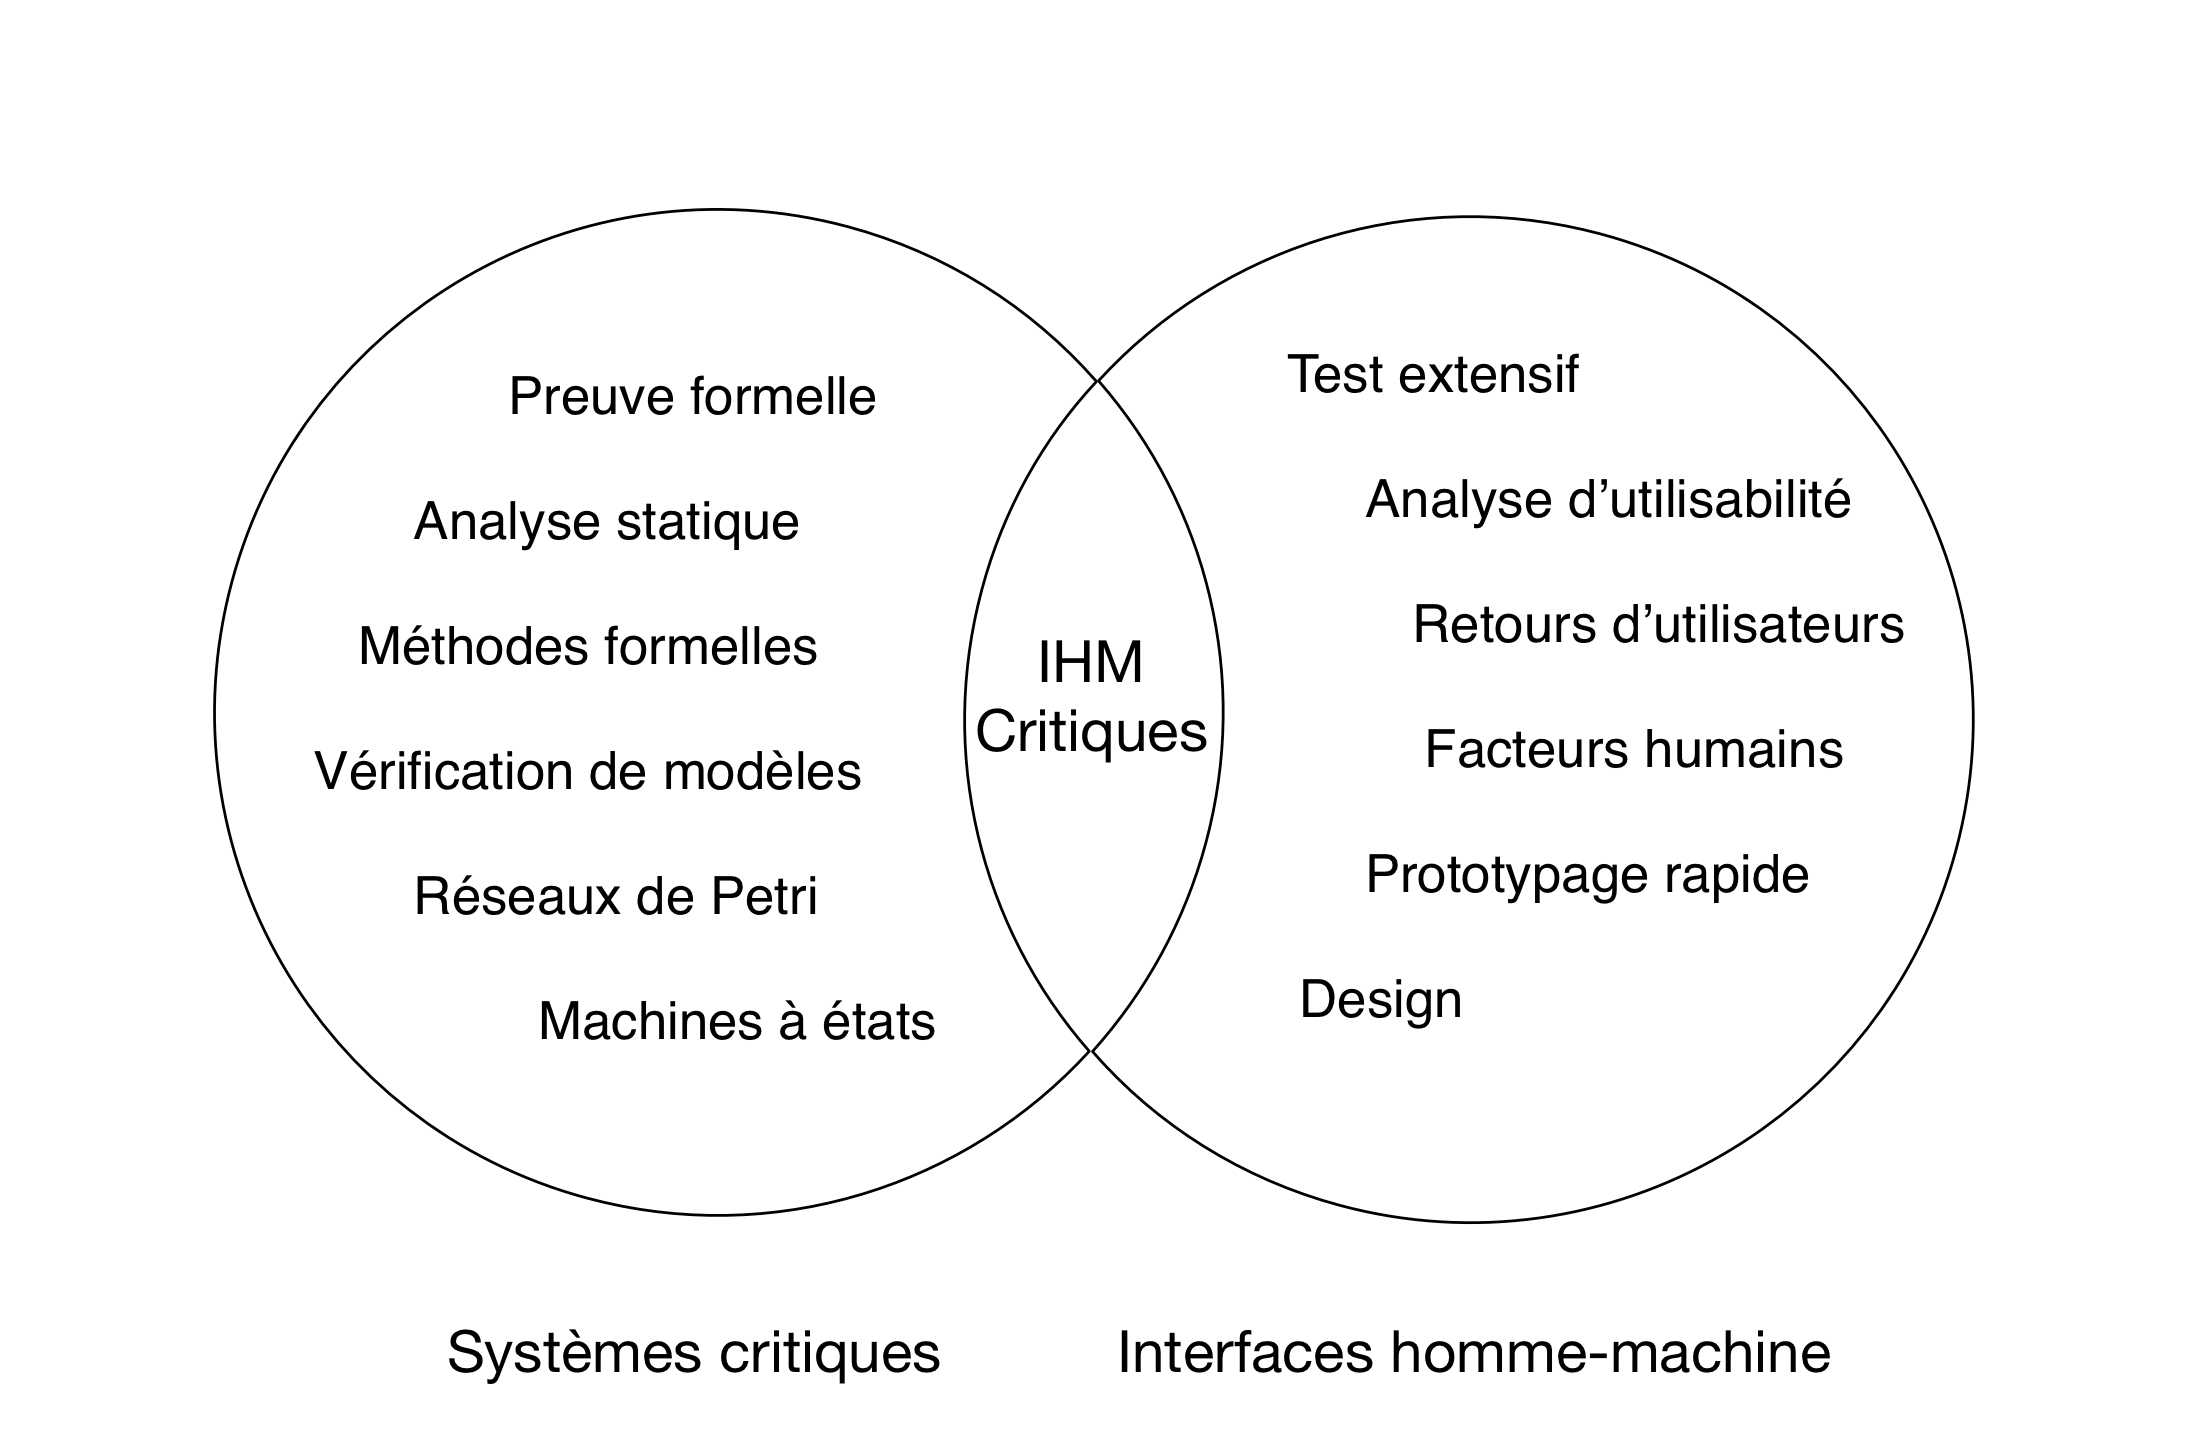 Preuve formelle
Analyse statique
Méthodes formelles
Vérification de modèles
Réseaux de Petri
Machines à états
IHM
Critiques
Test extensif
Analyse d’utilisabilité
Retours d’utilisateurs
Facteurs humains
Prototypage rapide
Design
Systèmes critiques
Interfaces homme-machine